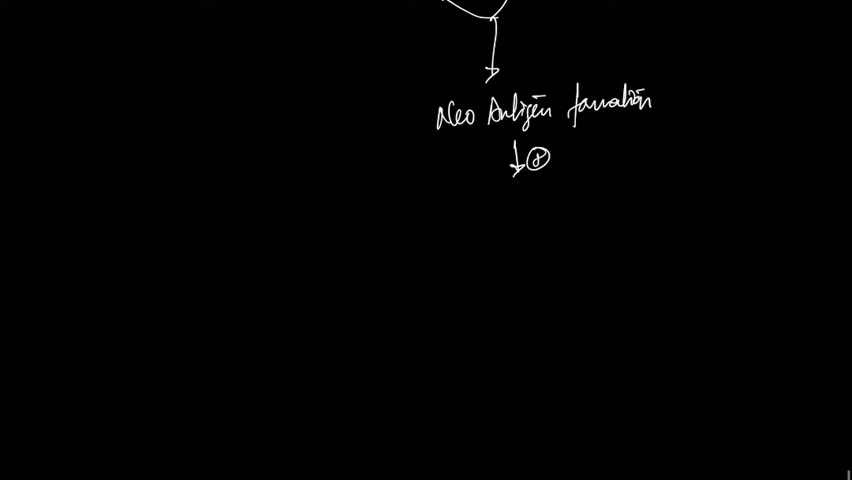 Neo Antigen formation
↓ ⊕